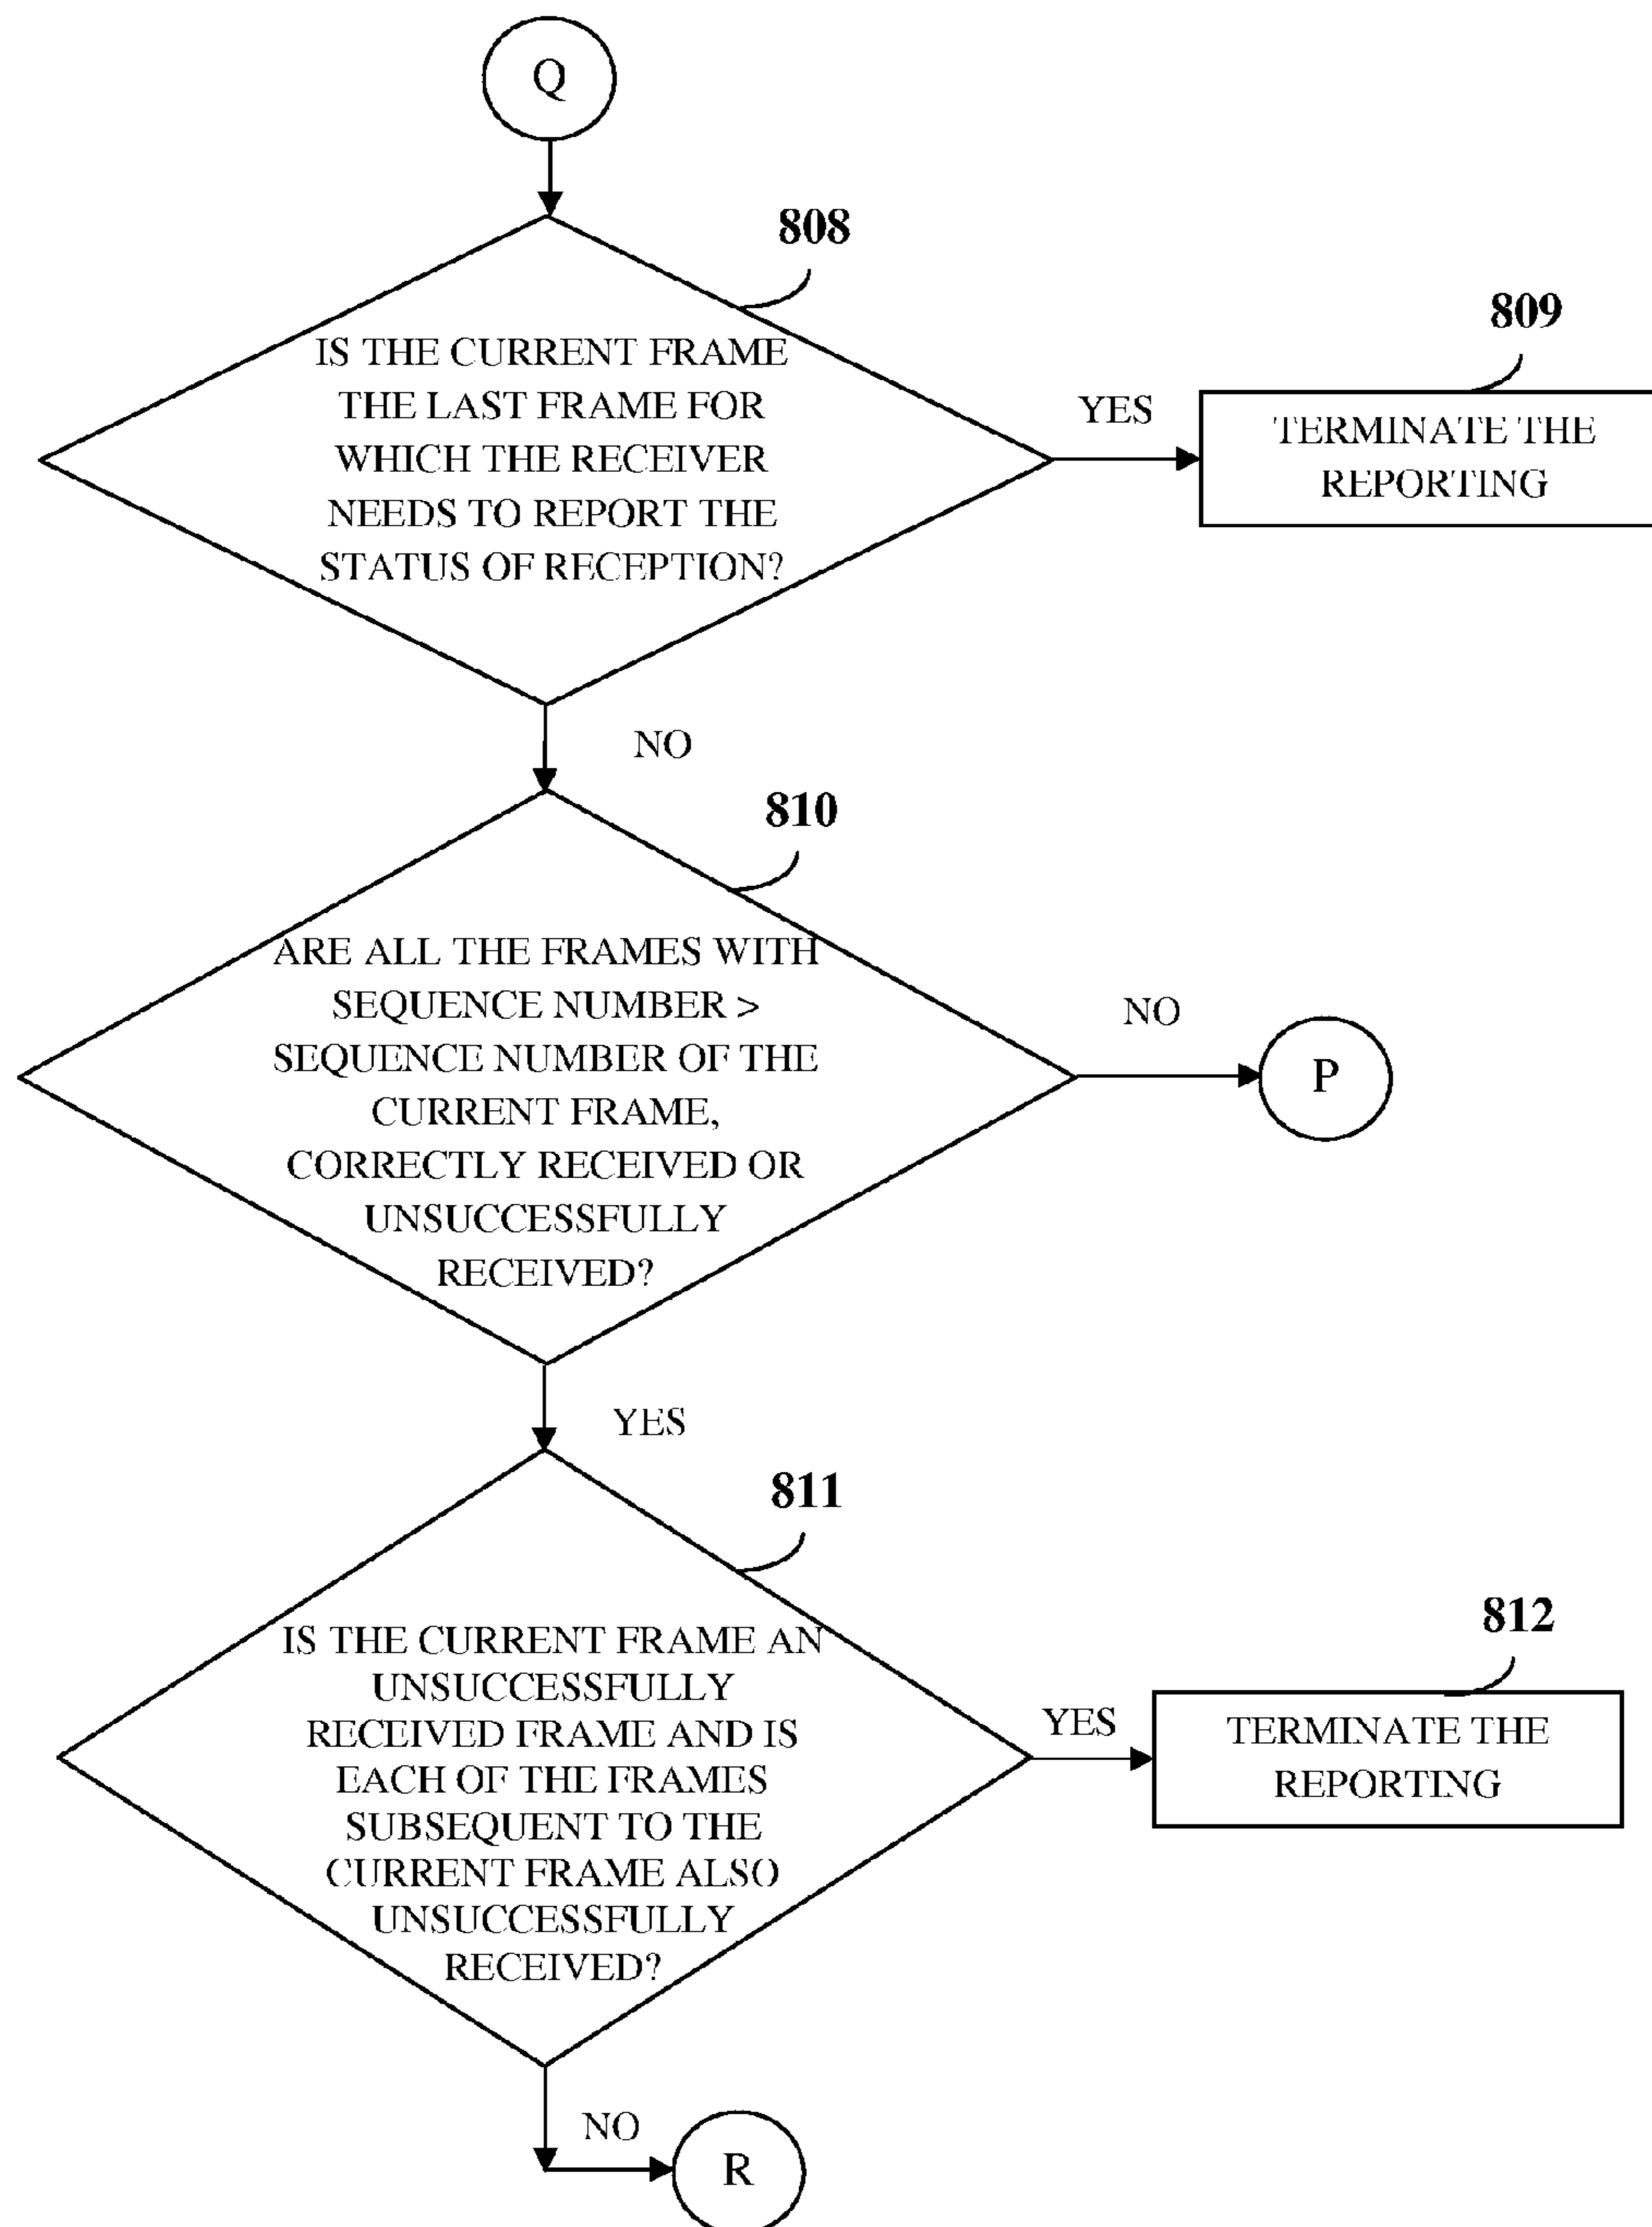 Q
808
IS THE CURRENT FRAME
THE LAST FRAME FOR
WHICH THE RECEIVER
NEEDS TO REPORT THE
STATUS OF RECEPTION?
YES
809
TERMINATE THE
REPORTING
NO
810
ARE ALL THE FRAMES WITH
SEQUENCE NUMBER >
SEQUENCE NUMBER OF THE
CURRENT FRAME,
CORRECTLY RECEIVED OR
UNSUCCESSFULLY
RECEIVED?
NO
P
YES
811
IS THE CURRENT FRAME AN
UNSUCCESSFULLY
RECEIVED FRAME AND IS
EACH OF THE FRAMES
SUBSEQUENT TO THE
CURRENT FRAME ALSO
UNSUCCESSFULLY
RECEIVED?
YES
812
TERMINATE THE
REPORTING
NO
R